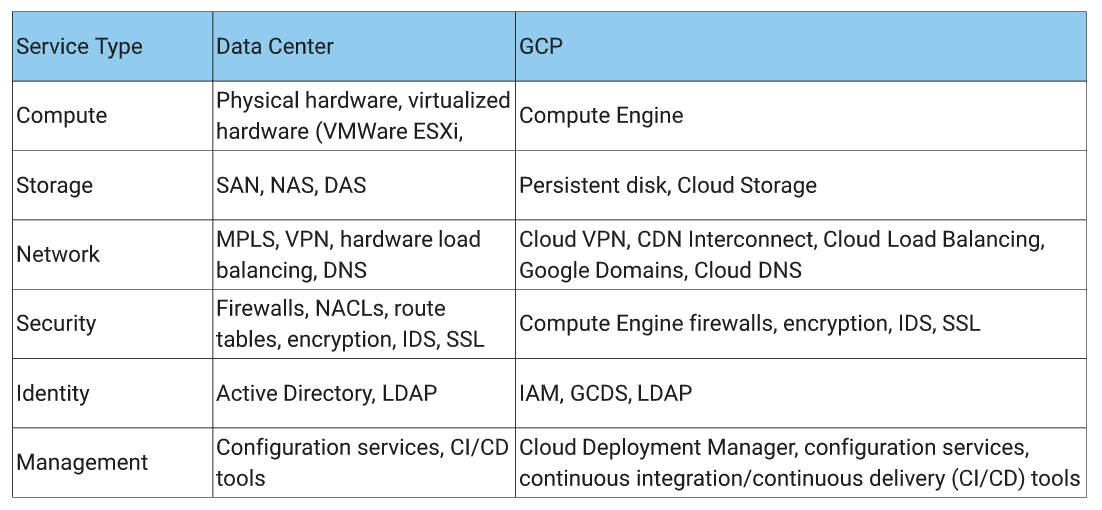 Service Type Data Center GCP
Compute Physical hardware, virtualized hardware (VMWare ESXi, Compute Engine
Storage SAN, NAS, DAS Persistent disk, Cloud Storage
Network MPLS, VPN, hardware load balancing, DNS Cloud VPN, CDN Interconnect, Cloud Load Balancing, Google Domains, Cloud DNS
Security Firewalls, NACLs, route tables, encryption, IDS, SSL Compute Engine firewalls, encryption, IDS, SSL
Identity Active Directory, LDAP IAM, GCDS, LDAP
Management Configuration services, CI/CD tools Cloud Deployment Manager, configuration services, continuous integration/continuous delivery (CI/CD) tools